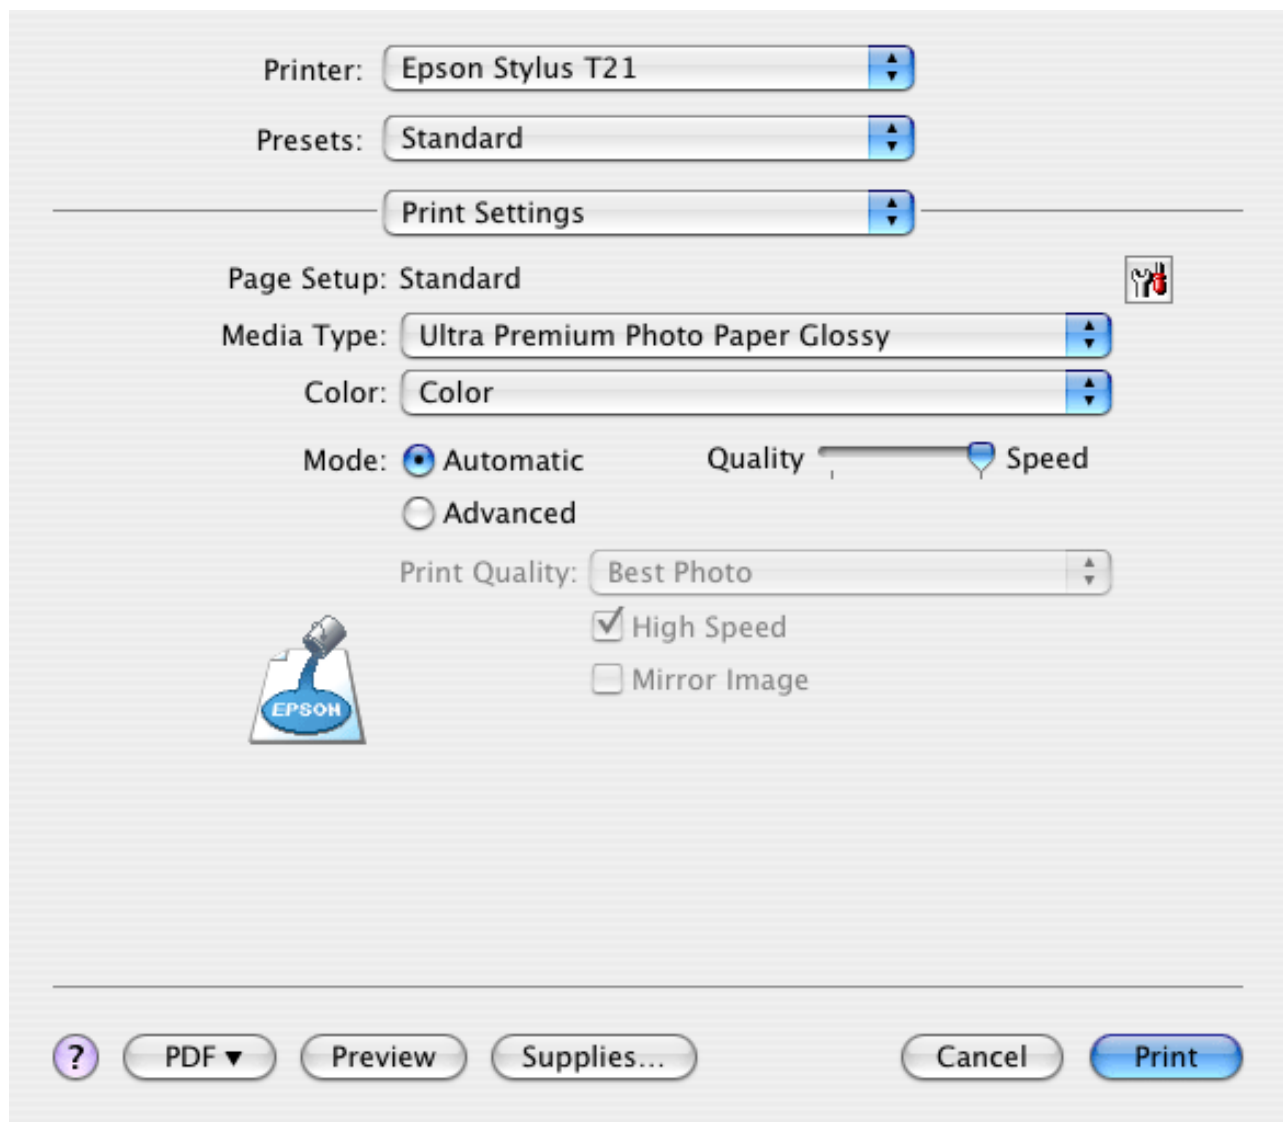 Printer: Epson Stylus T21
Presets: Standard
Print Settings
Page Setup: Standard
Media Type: Ultra Premium Photo Paper Glossy
Color: Color
Mode: Automatic Quality Speed
Advanced
Print Quality: Best Photo
High Speed
Mirror Image
EPSON
? PDF▼ Preview Supplies... Cancel Print